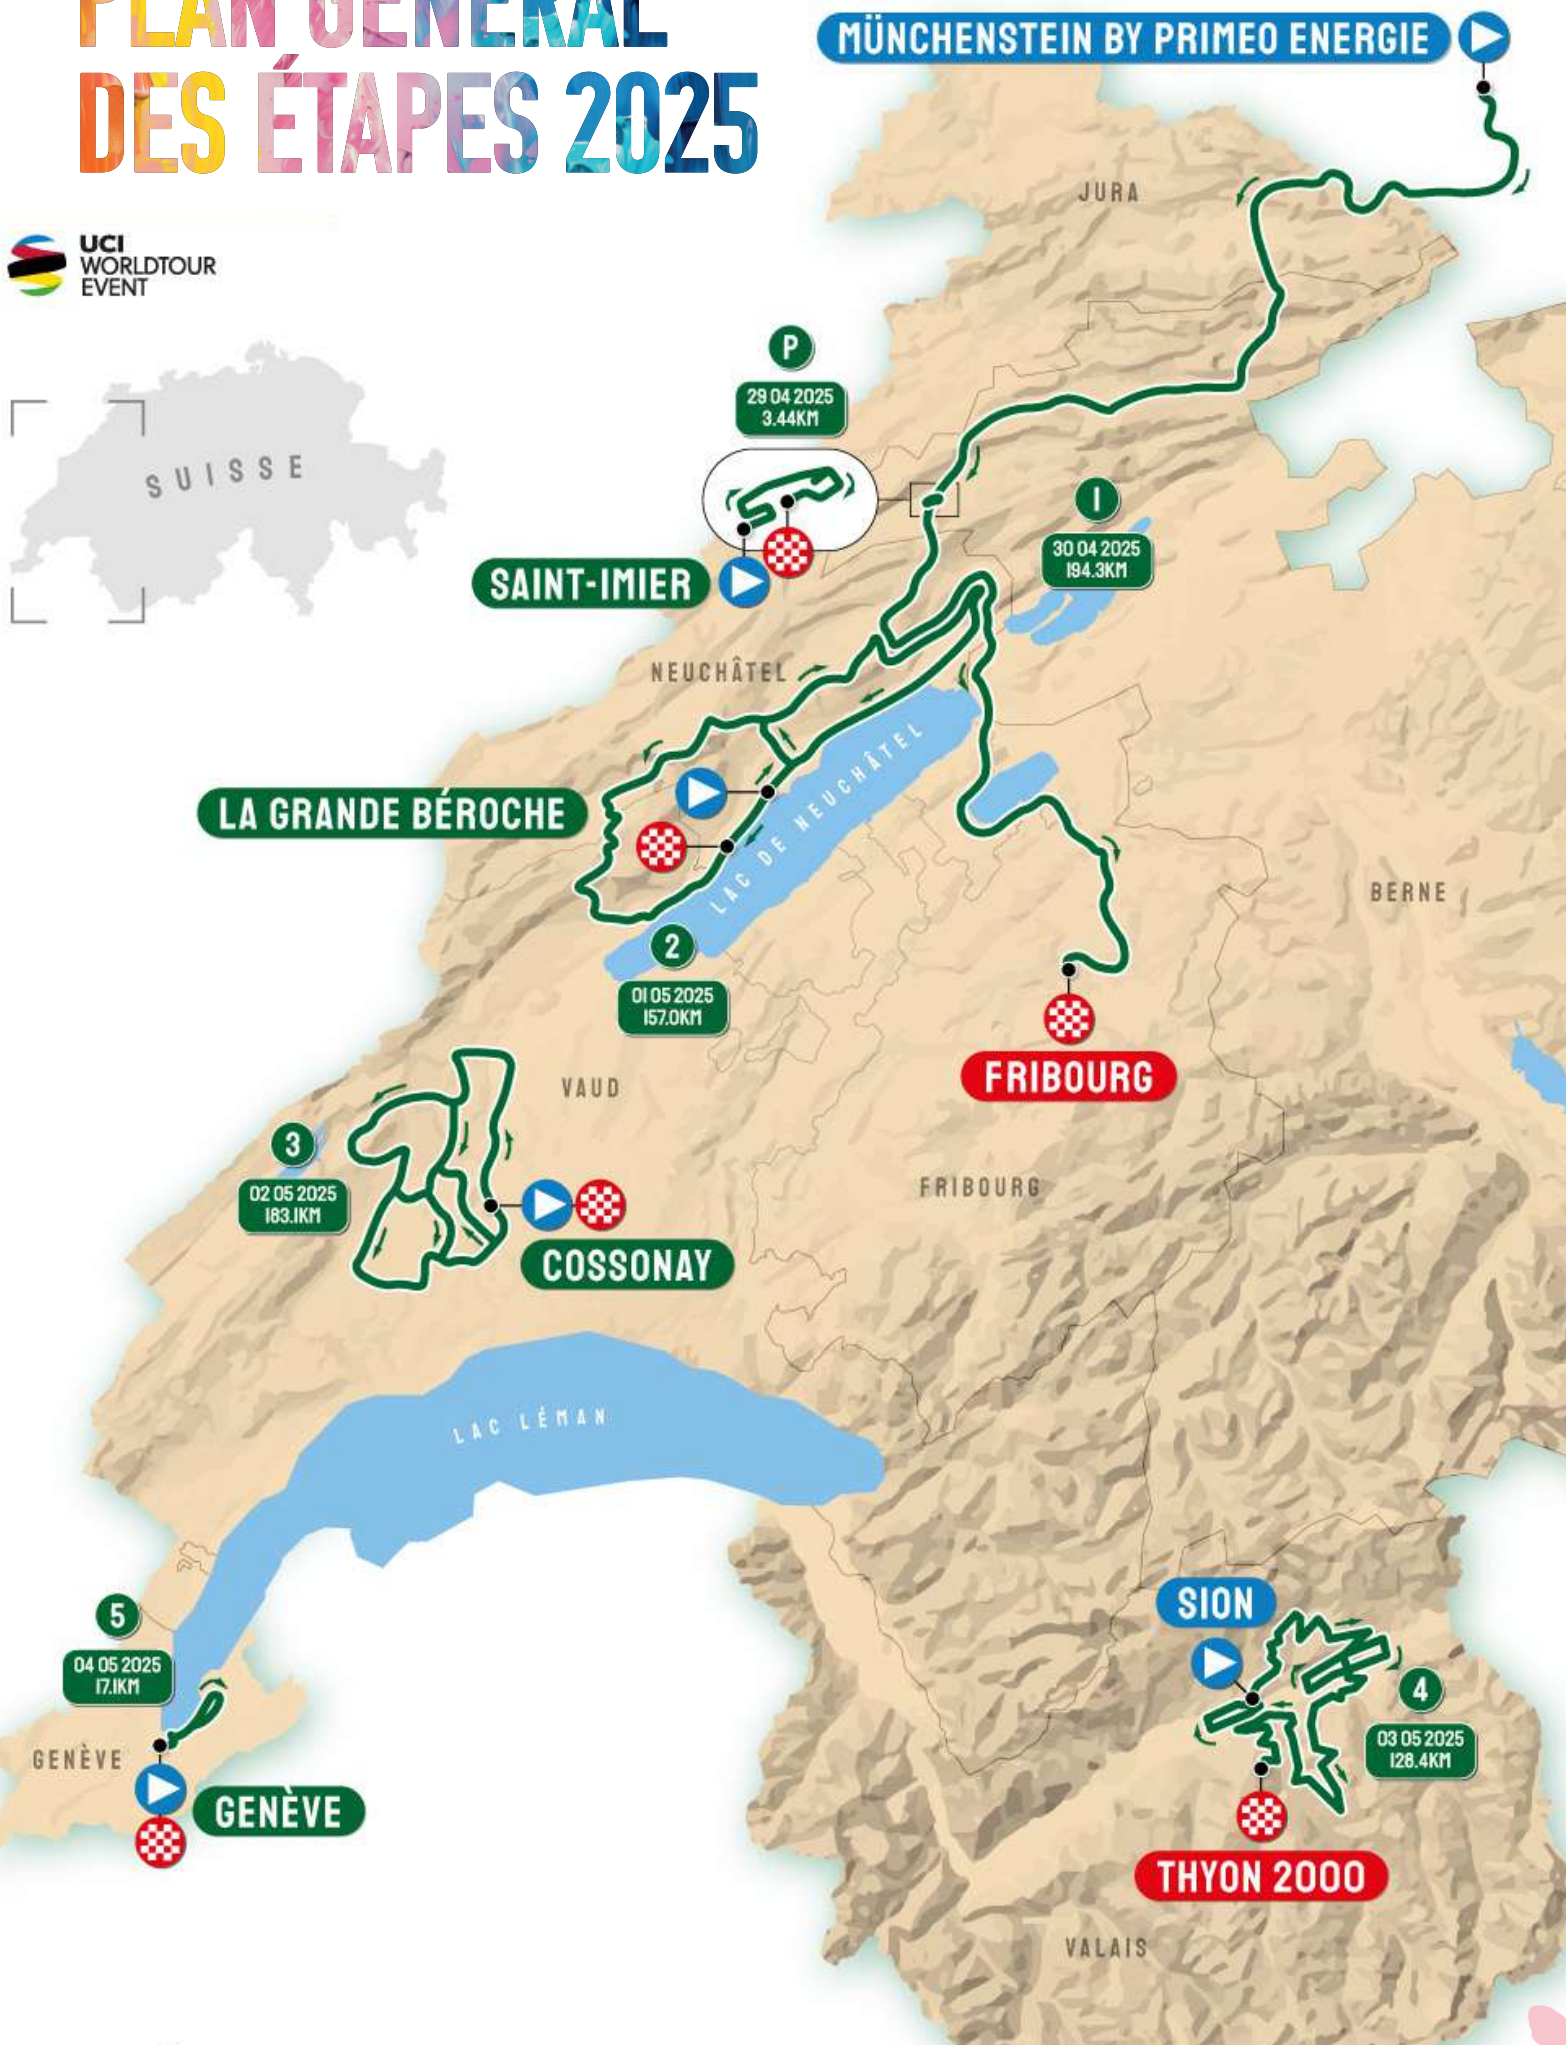 PLAN GÉNÉRAL
DES ÉTAPES 2025
MÜNCHENSTEIN BY PRIMEO ENERGIE
UCI
WORLDTOUR
EVENT
JURA
SUISSE
P
29 04 2025
3.44KM
SAINT-IMIER
1
30 04 2025
194.3KM
NEUCHÂTEL
LAC DE NEUCHÂTEL
LA GRANDE BÉROCHE
2
01 05 2025
157.0KM
BERNE
FRIBOURG
VAUD
3
02 05 2025
183.1KM
COSSONAY
FRIBOURG
LAC LÉMAN
5
04 05 2025
17.1KM
GENÈVE
GENÈVE
SION
4
03 05 2025
128.4KM
THYON 2000
VALAIS